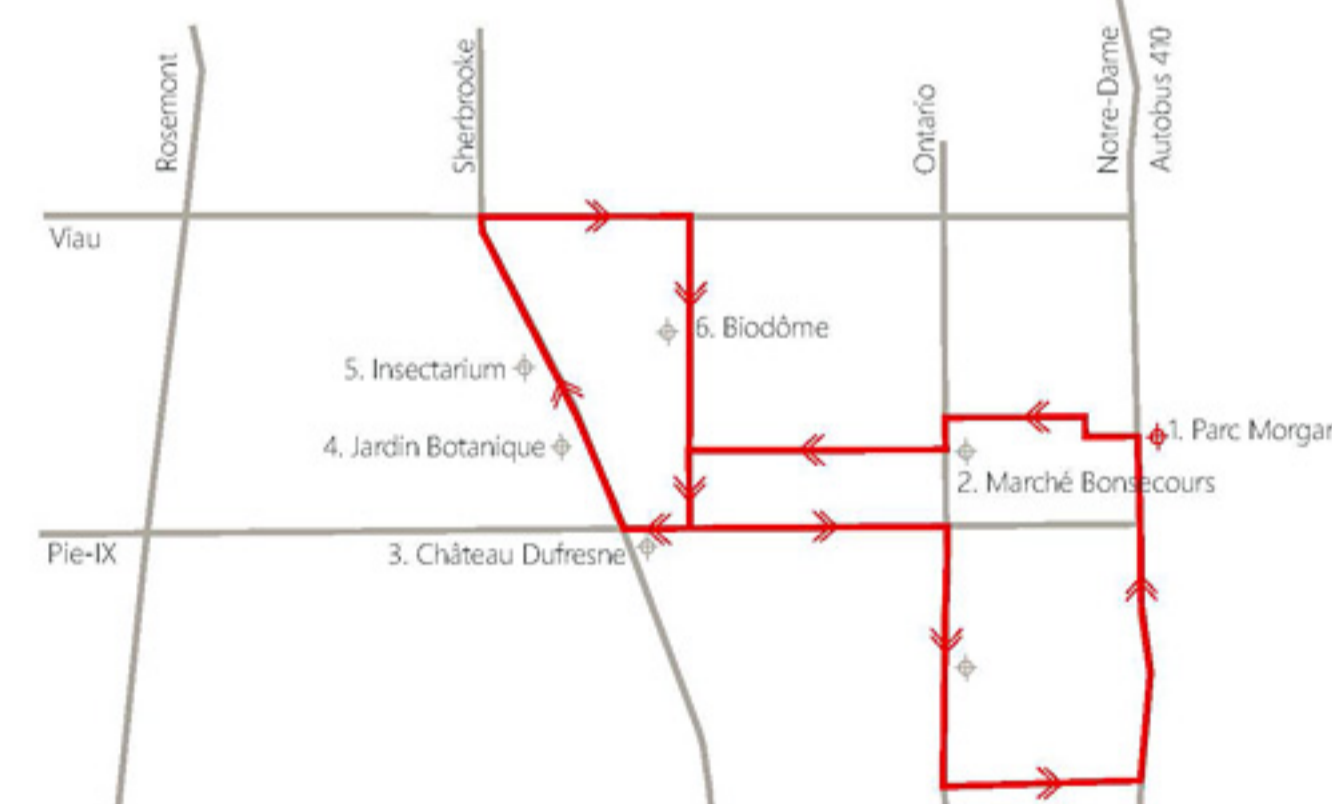 Rosemont
Sherbrooke
Ontario
Notre-Dame
Autobus 410
Viau
6. Biodôme
5. Insectarium
1. Parc Morgan
4. Jardin Botanique
2. Marché Bonsecours
Pie-IX
3. Château Dufresne